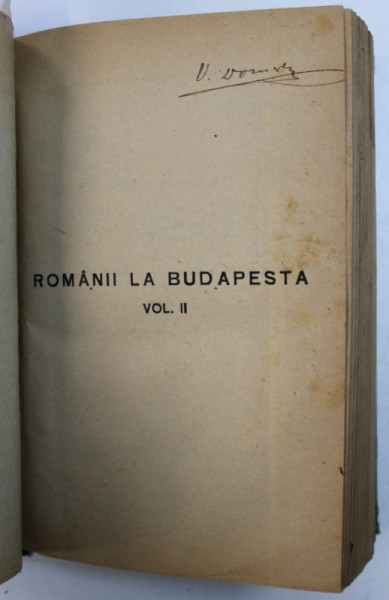 V.
ROMÂNII LA BUDAPESTA
VOL. II